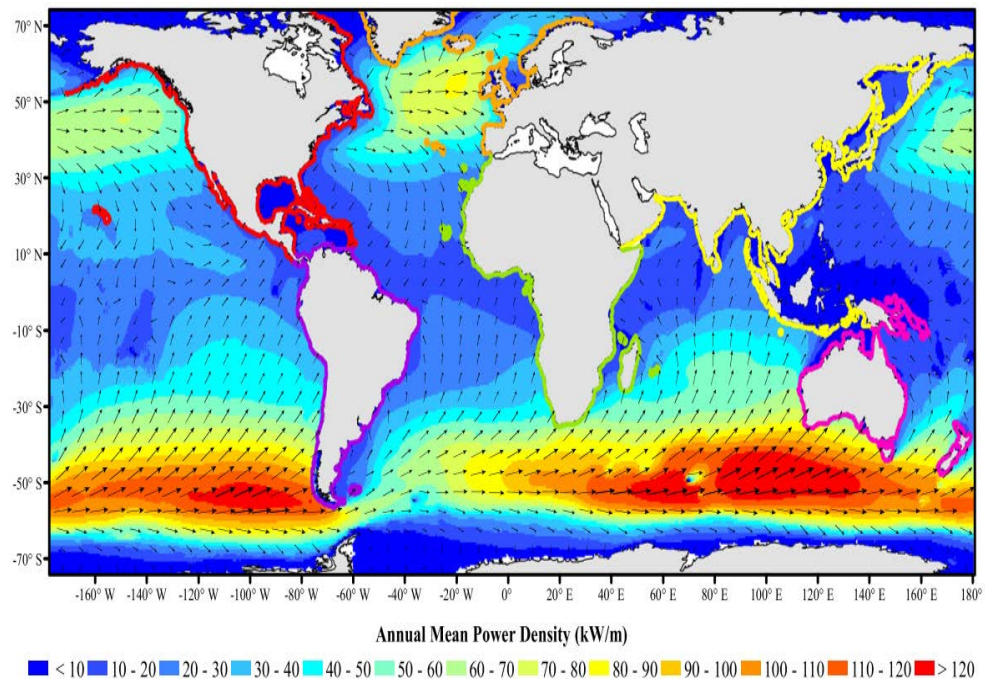 70° N
50° N
30° N
10° N
-10° S
-30° S
-50° S
-70° S
-160° W -140° W -120° W -100° W -80° W -60° W -40° W -20° W 0° 20° E 40° E 60° E 80° E 100° E 120° E 140° E 160° E 180°
Annual Mean Power Density (kW/m)
< 10 10 - 20 20 - 30 30 - 40 40 - 50 50 - 60 60 - 70 70 - 80 80 - 90 90 - 100 100 - 110 110 - 120 > 120